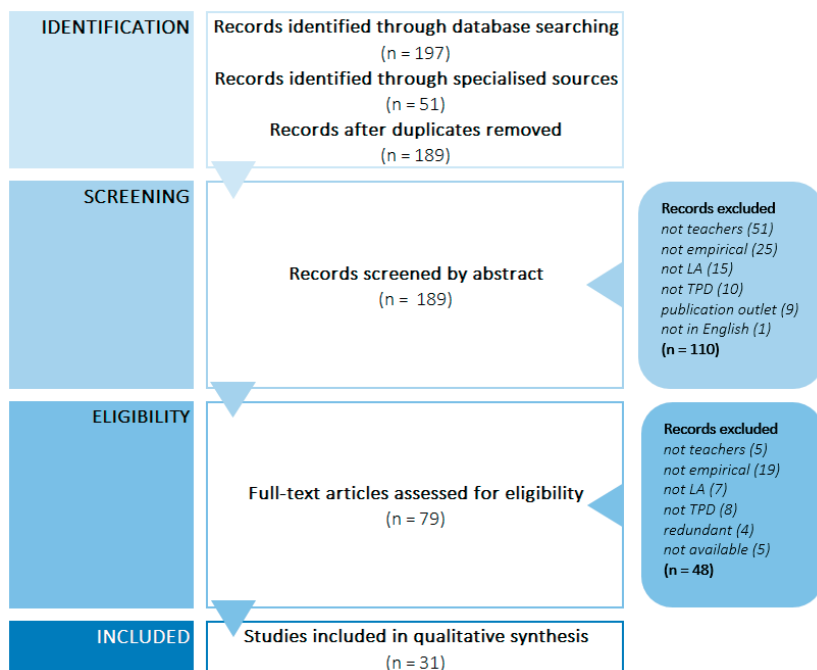 IDENTIFICATION
Records identified through database searching
(n = 197)
Records identified through specialised sources
(n = 51)
Records after duplicates removed
(n = 189)
SCREENING
Records screened by abstract
(n = 189)
Records excluded
not teachers (51)
not empirical (25)
not LA (15)
not TPD (10)
publication outlet (9)
not in English (1)
(n = 110)
ELIGIBILITY
Full-text articles assessed for eligibility
(n = 79)
Records excluded
not teachers (5)
not empirical (19)
not LA (7)
not TPD (8)
redundant (4)
not available (5)
(n = 48)
INCLUDED
Studies included in qualitative synthesis
(n = 31)